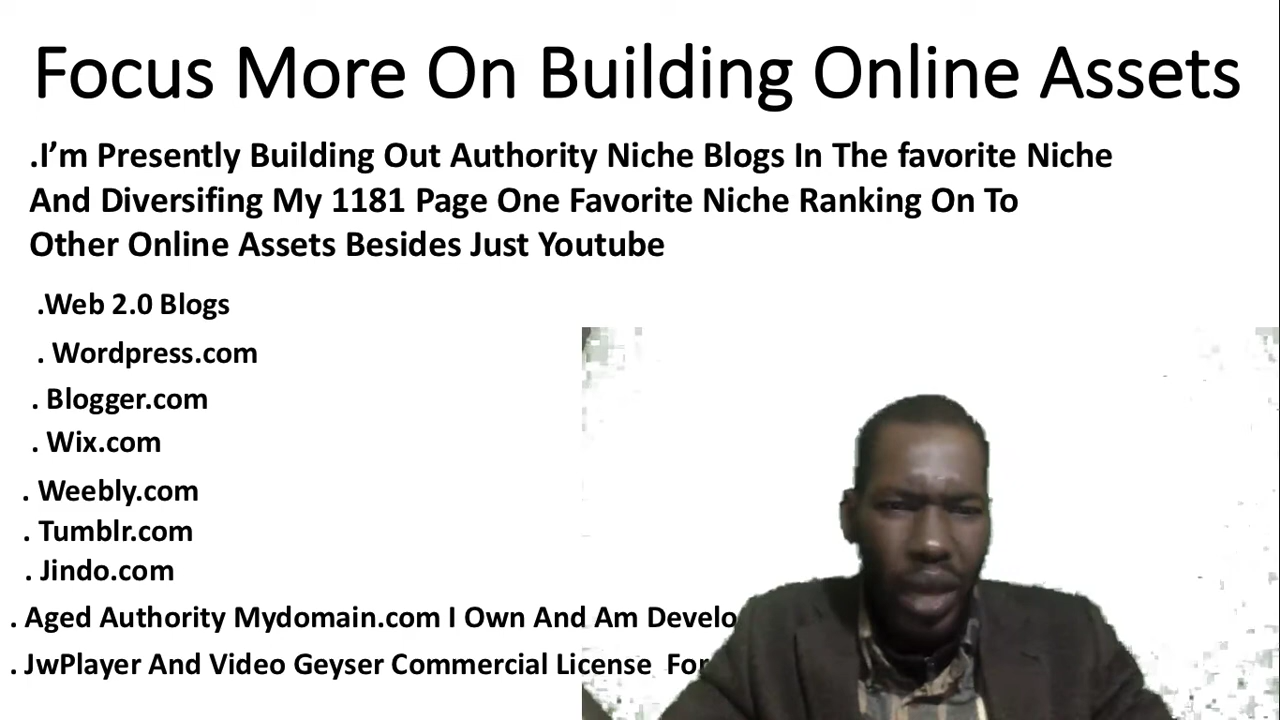 Focus More On Building Online Assets
.I’m Presently Building Out Authority Niche Blogs In The favorite Niche
And Diversifing My 1181 Page One Favorite Niche Ranking On To
Other Online Assets Besides Just Youtube
.Web 2.0 Blogs
. Wordpress.com
. Blogger.com
. Wix.com
. Weebly.com
. Tumblr.com
. Jindo.com
. Aged Authority Mydomain.com I Own And Am Develo
. JwPlayer And Video Geyser Commercial License For